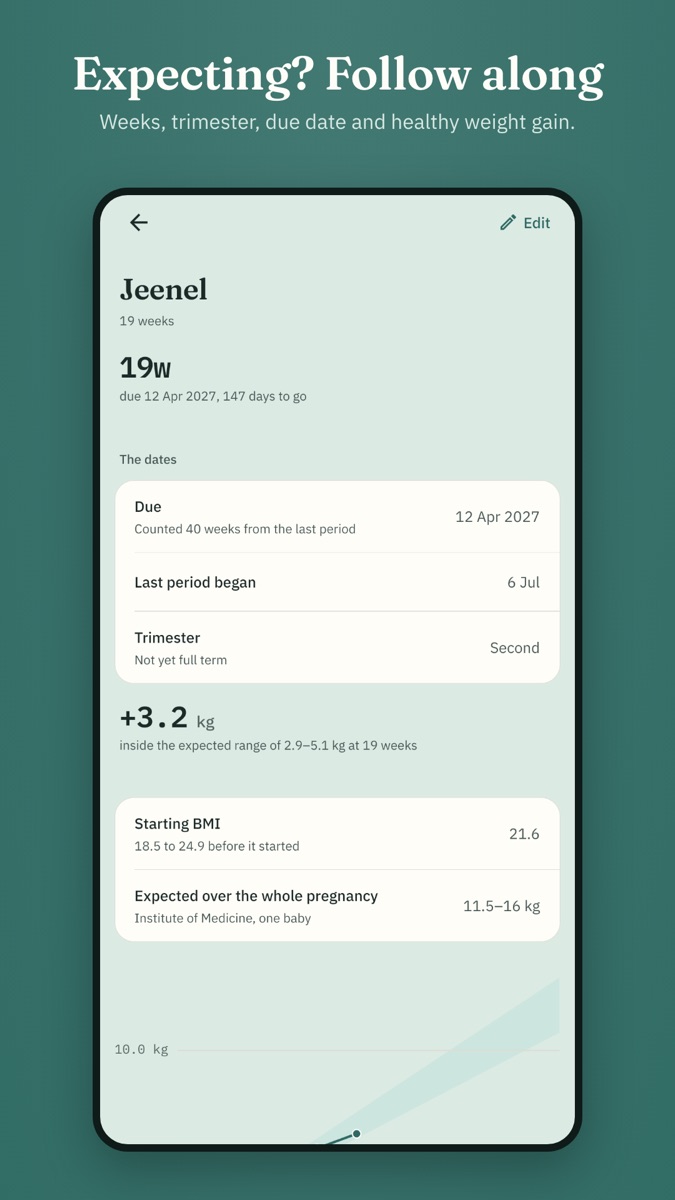 Expecting? Follow along
Weeks, trimester, due date and healthy weight gain.
Edit
Jeenel
19 weeks
19w
due 12 Apr 2027, 147 days to go
The dates
Due
Counted 40 weeks from the last period
12 Apr 2027
Last period began
6 Jul
Trimester
Not yet full term
Second
+3.2 kg
inside the expected range of 2.9–5.1 kg at 19 weeks
Starting BMI
18.5 to 24.9 before it started
21.6
Expected over the whole pregnancy
Institute of Medicine, one baby
11.5–16 kg
10.0 kg